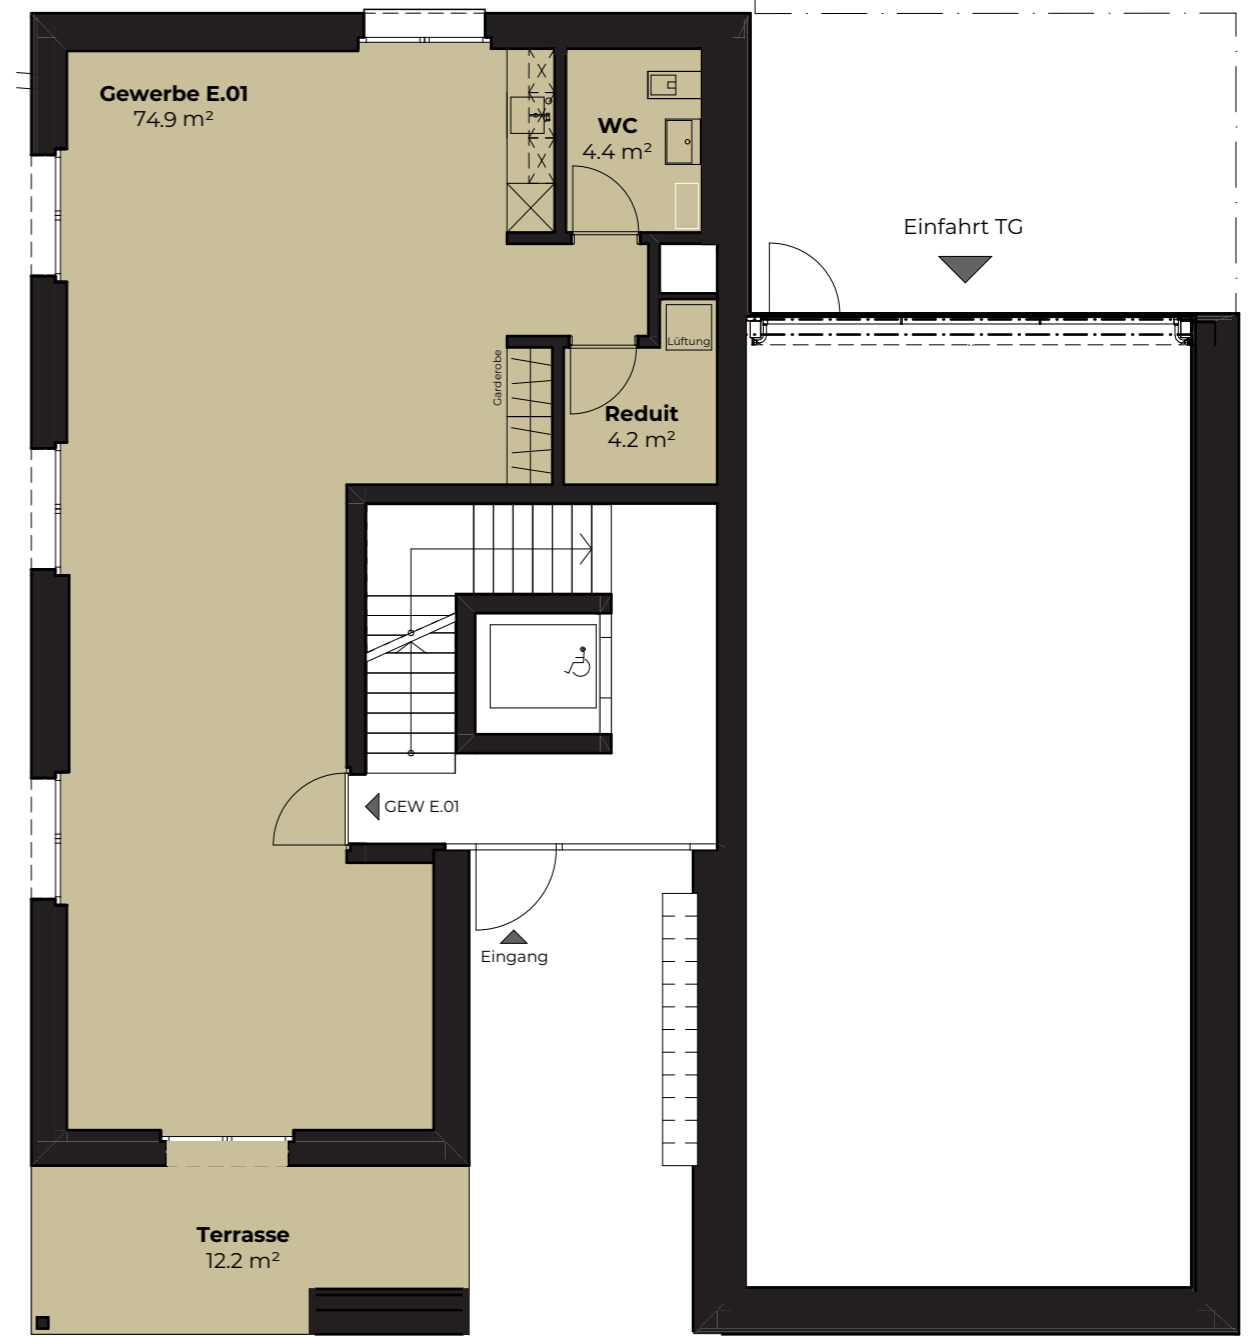 Gewerbe E.01
74.9 m²
WC
4.4 m²
Einfahrt TG
Lüftung
Garderobe
Reduit
4.2 m²
GEW E.01
Eingang
Terrasse
12.2 m²